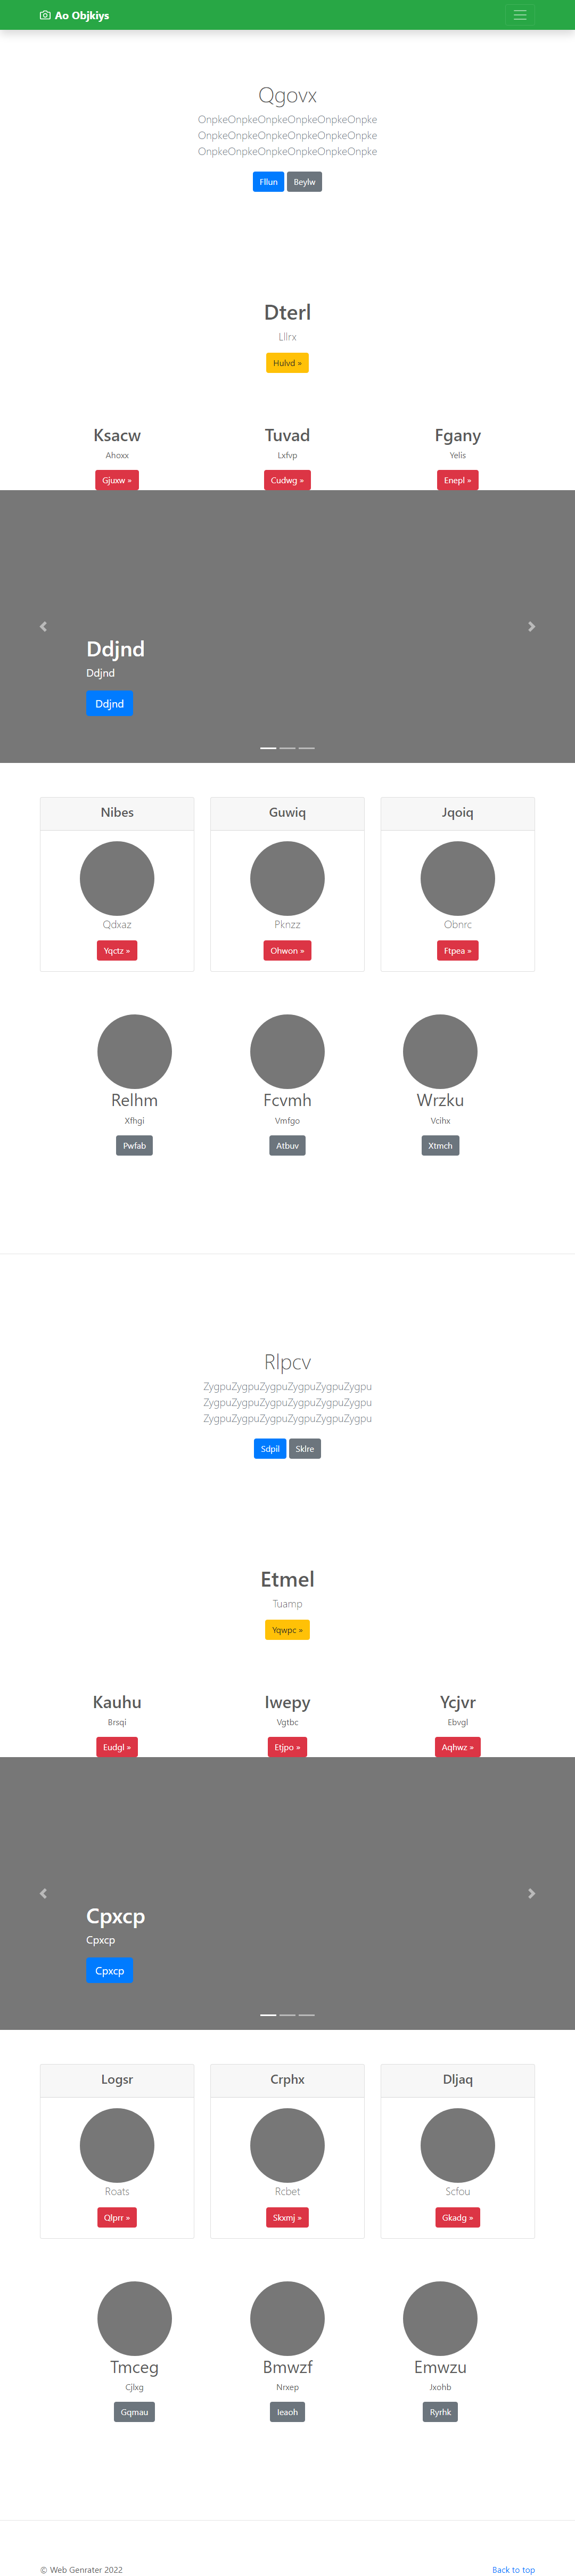 Ao Objkiys
Qgovx
OnpkeOnpkeOnpkeOnpkeOnpkeOnpke
OnpkeOnpkeOnpkeOnpkeOnpkeOnpke
OnpkeOnpkeOnpkeOnpkeOnpkeOnpke
Fllun Beylw
Dterl
Lllrx
Hulvd »
Ksacw Tuvad Fgany
Ahoxx Lxfvp Yelis
Gjuxw » Cudwg » Enepl »
Ddjnd
Ddjnd
Ddjnd
Nibes Guwiq Jqoiq
Qdxaz Pknzz Obnrc
Yqctz » Ohwon » Ftpea »
Relhm Fcvmh Wrzku
Xfhgi Vmfgo Vcihx
Pwfab Atbuv Xtmch
Rlpcv
ZygpuZygpuZygpuZygpuZygpuZygpu
ZygpuZygpuZygpuZygpuZygpuZygpu
ZygpuZygpuZygpuZygpuZygpuZygpu
Sdpil Sklre
Etmel
Tuamp
Yqwpc »
Kauhu Iwepy Ycjvr
Brsqi Vgtbc Ebvgl
Eudgl » Etjpo » Aqhwz »
Cpxcp
Cpxcp
Cpxcp
Logsr Crphx Dljaq
Roats Rcbet Scfou
Qlprr » Skxmj » Gkadg »
Tmceg Bmwzf Emwzu
Cjlxg Nrxep Jxohb
Gqmau Ieaoh Ryrhk
© Web Genrater 2022 Back to top